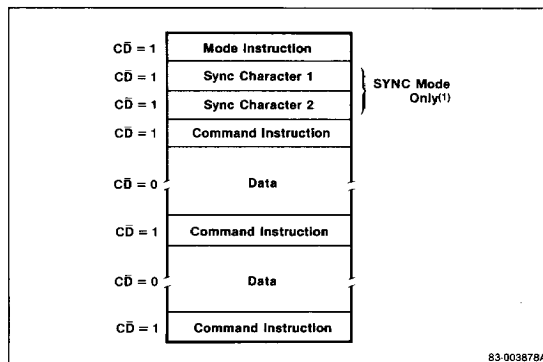 CD̅ = 1 Mode Instruction
CD̅ = 1 Sync Character 1
SYNC Mode
Only(1)
CD̅ = 1 Sync Character 2
CD̅ = 1 Command Instruction
CD̅ = 0 Data
CD̅ = 1 Command Instruction
CD̅ = 0 Data
CD̅ = 1 Command Instruction
83-003878A